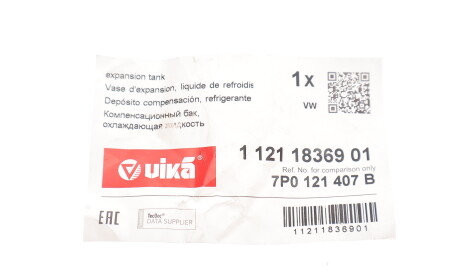 expansion tank
Vase d'expansion, liquide de refroidis
Depósito compensación, refrigerante
Компенсационный бак,
охлаждающая жидкость
1 x
VW
vika
1 121 18369 01
Ref. No. for comparison only
7P0 121 407 B
EAC
TecDoc
DATA SUPPLIER
11211836901